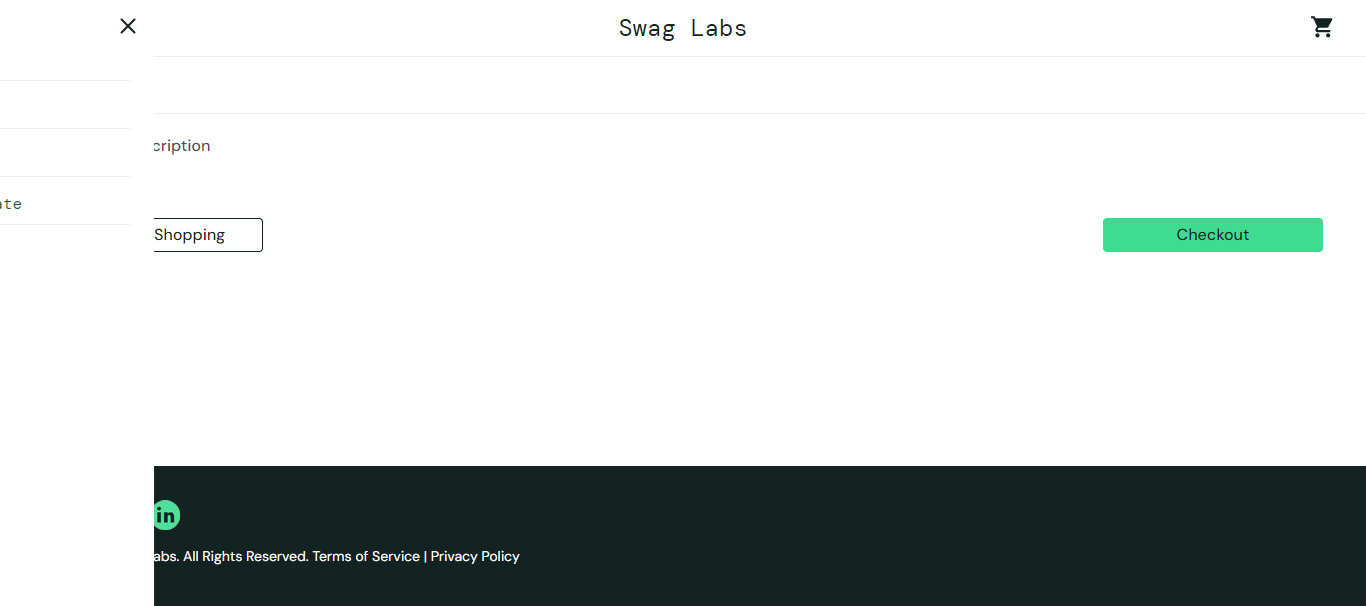 Swag Labs
cription
ate
Shopping
Checkout
in
abs. All Rights Reserved. Terms of Service | Privacy Policy